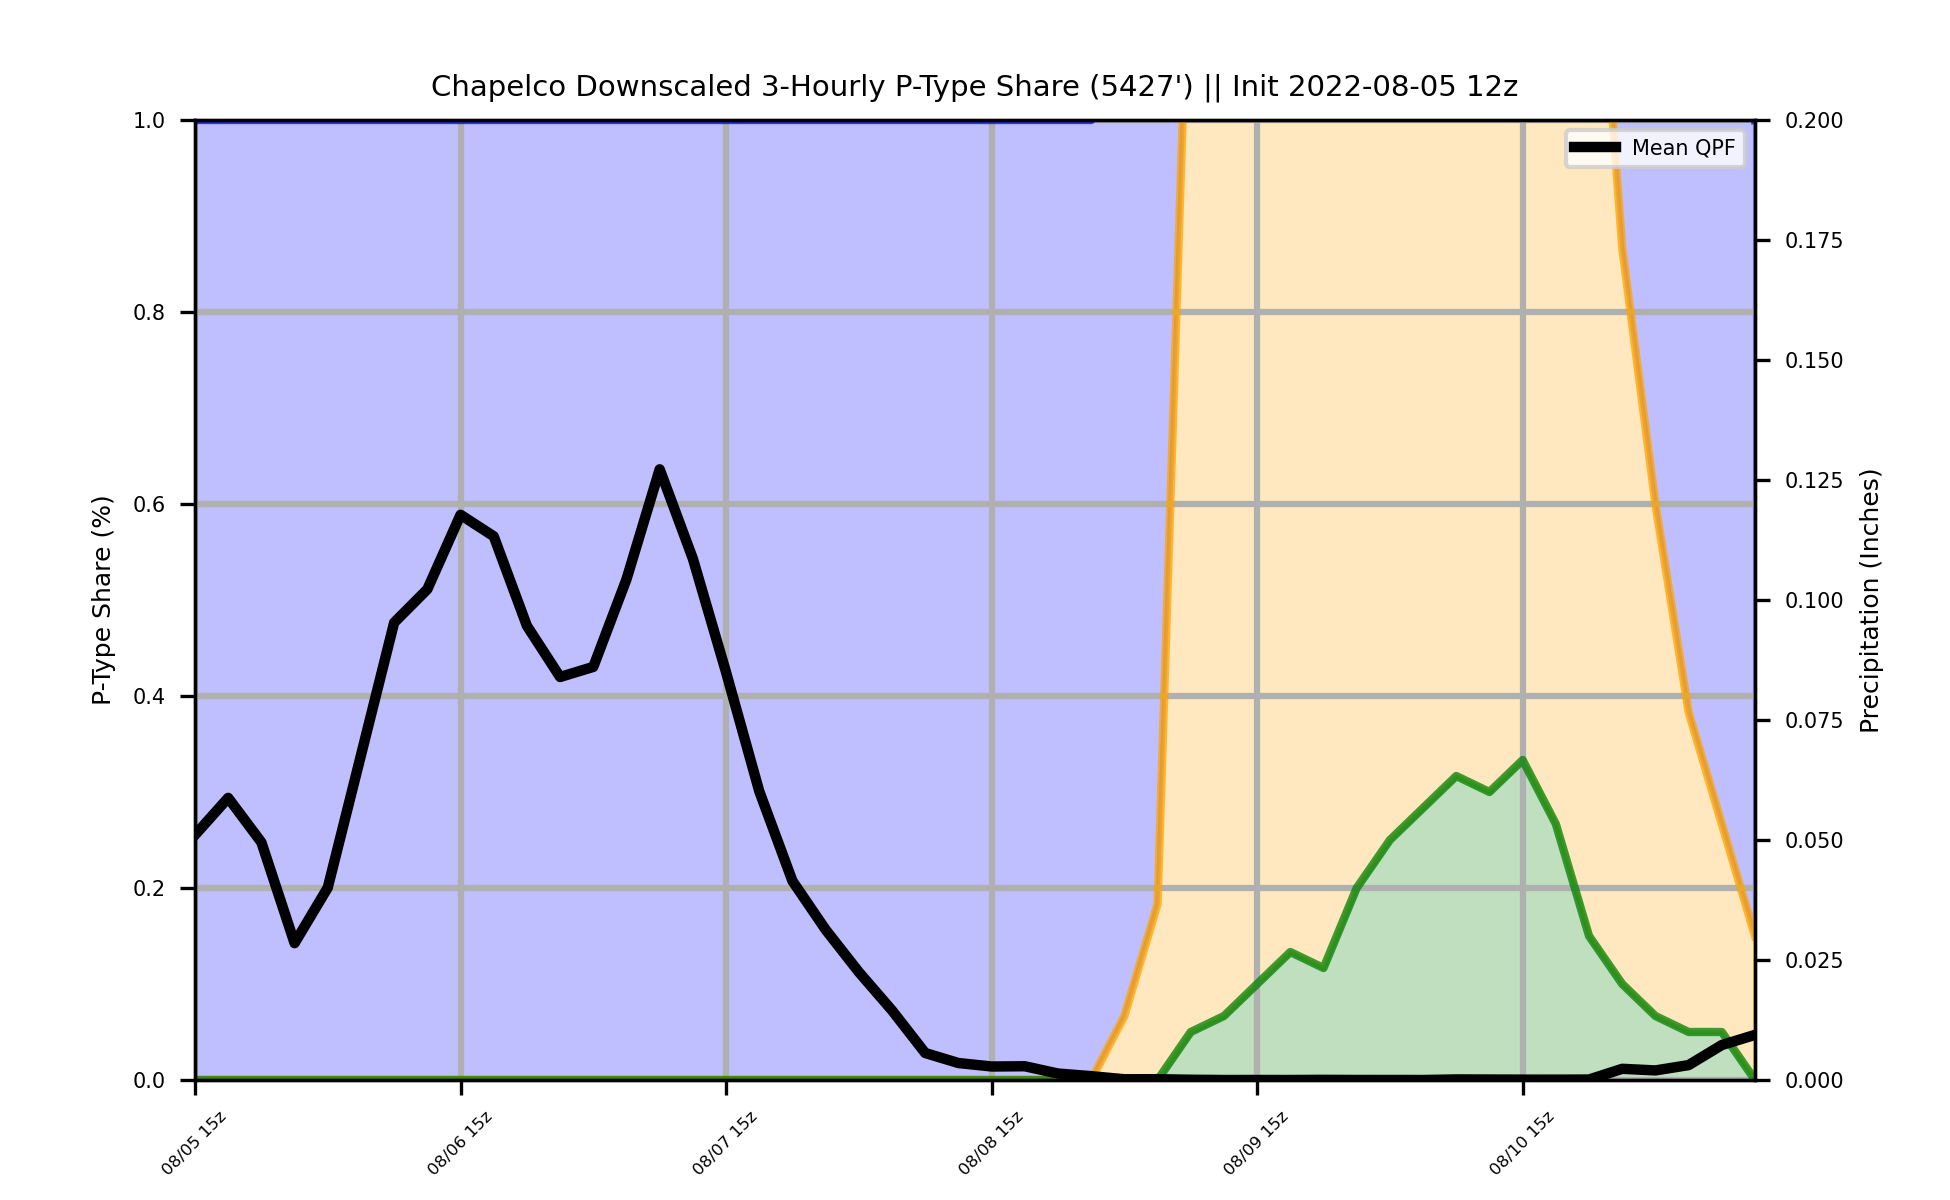 Chapelco Downscaled 3-Hourly P-Type Share (5427') || Init 2022-08-05 12z
Mean QPF
P-Type Share (%)
1.0
0.8
0.6
0.4
0.2
0.0
0.200
0.175
0.150
0.125
0.100
0.075
0.050
0.025
0.000
Precipitation (Inches)
08/05 15z
08/06 15z
08/07 15z
08/08 15z
08/09 15z
08/10 15z